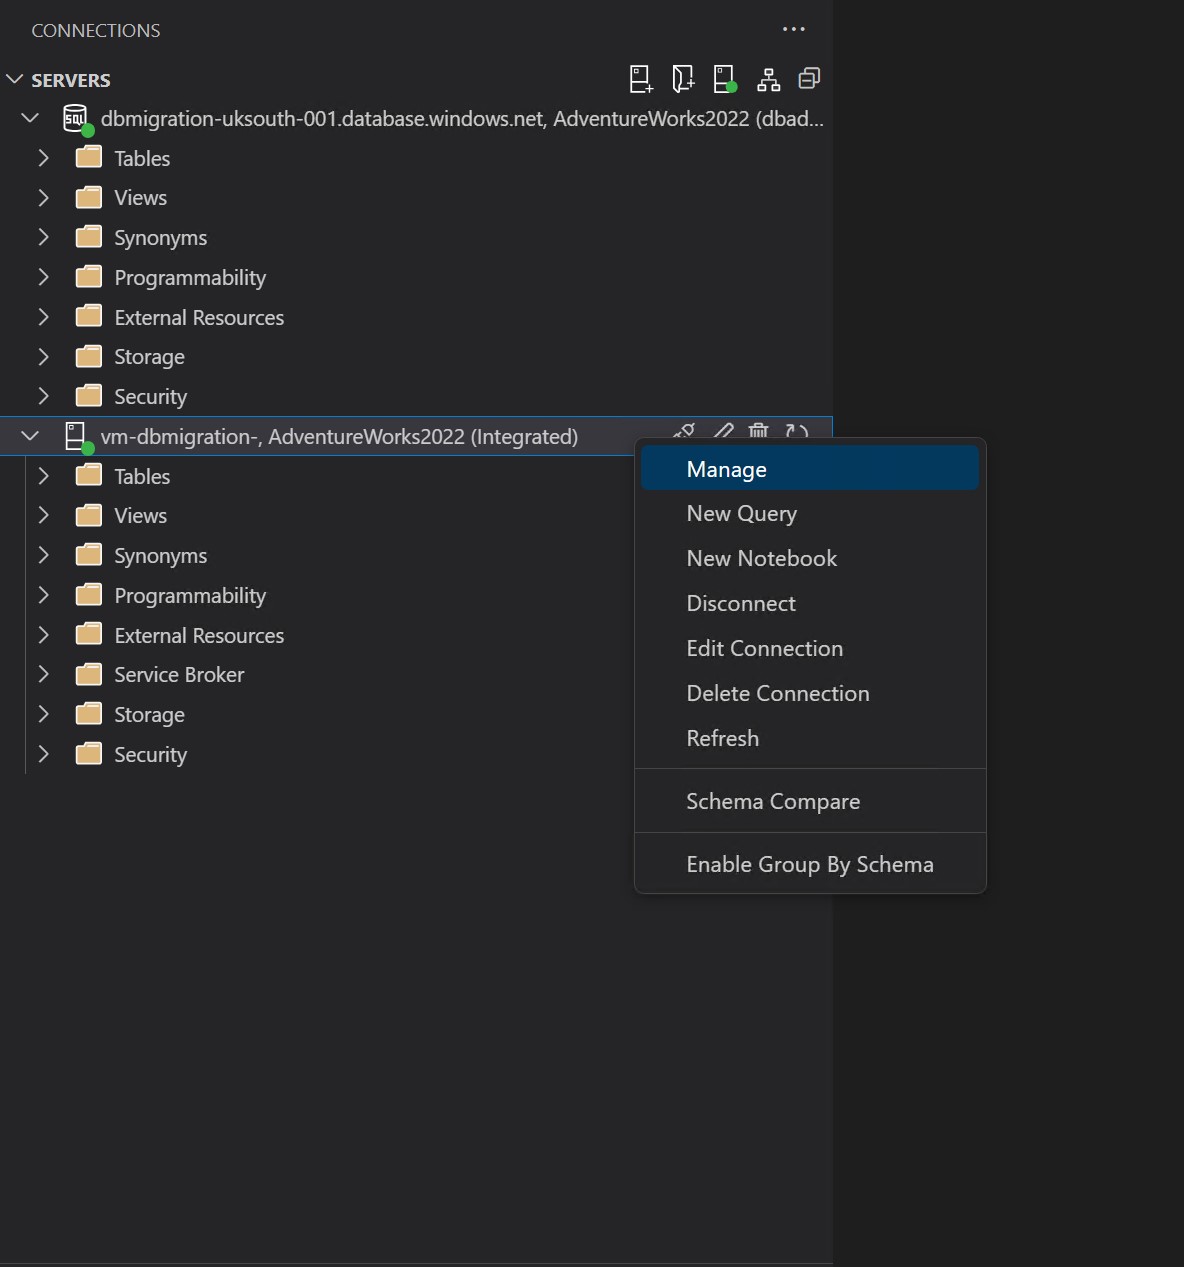 CONNECTIONS
SERVERS
SQL
dbmigration-uksouth-001.database.windows.net, AdventureWorks2022 (dbad...
Tables
Views
Synonyms
Programmability
External Resources
Storage
Security
vm-dbmigration-, AdventureWorks2022 (Integrated)
Tables
Views
Synonyms
Programmability
External Resources
Service Broker
Storage
Security
Manage
New Query
New Notebook
Disconnect
Edit Connection
Delete Connection
Refresh
Schema Compare
Enable Group By Schema